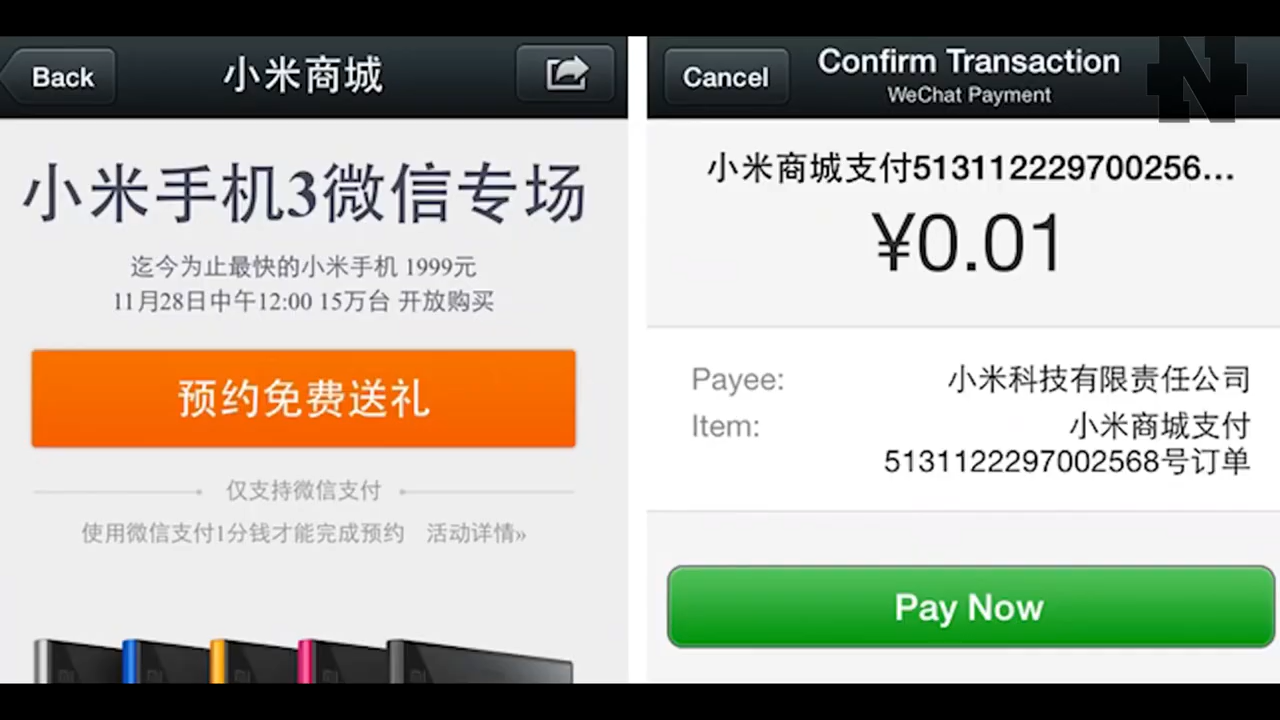 Back
小米商城
小米手机3微信专场
迄今为止最快的小米手机 1999元
11月28日中午12:00 15万台 开放购买
预约免费送礼
仅支持微信支付
使用微信支付1分钱才能完成预约 活动详情»
Cancel
Confirm Transaction
WeChat Payment
N
小米商城支付513112229700256...
¥0.01
Payee: 小米科技有限责任公司
Item: 小米商城支付
5131122297002568号订单
Pay Now